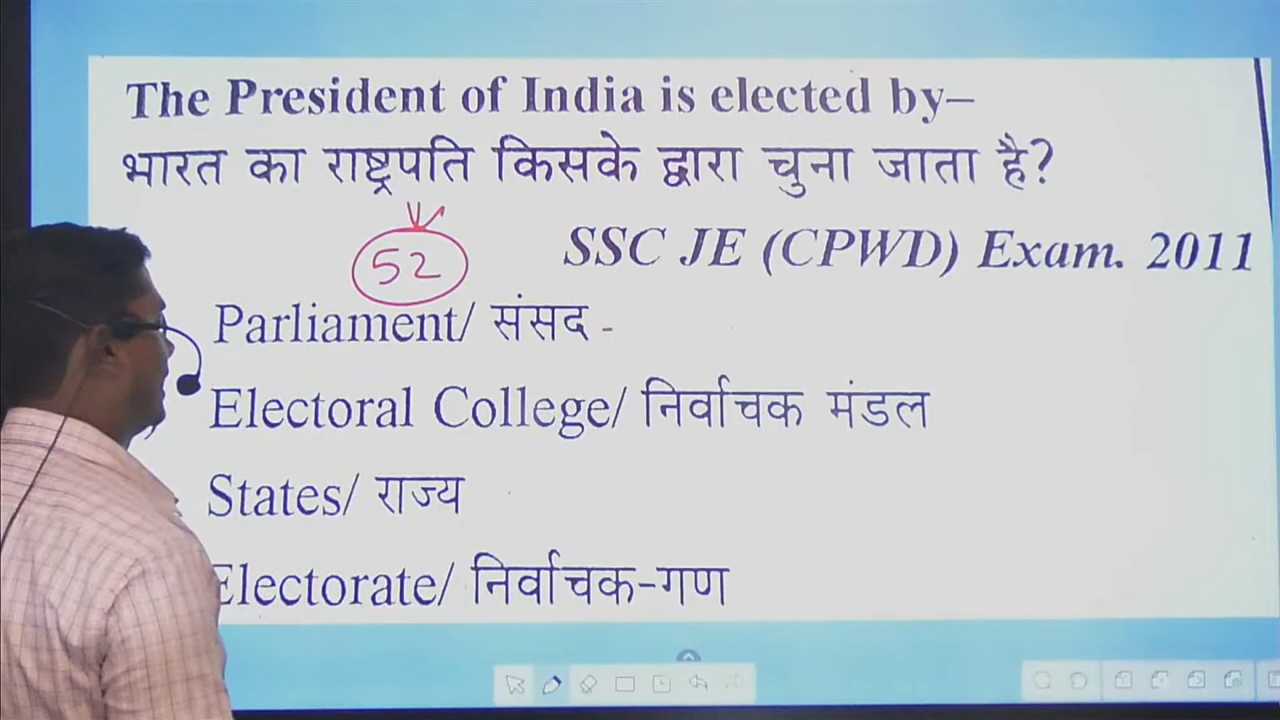 The President of India is elected by–
भारत का राष्ट्रपति किसके द्वारा चुना जाता है?
SSC JE (CPWD) Exam. 2011
52
Parliament/ संसद -
Electoral College/ निर्वाचक मंडल
States/ राज्य
Electorate/ निर्वाचक-गण